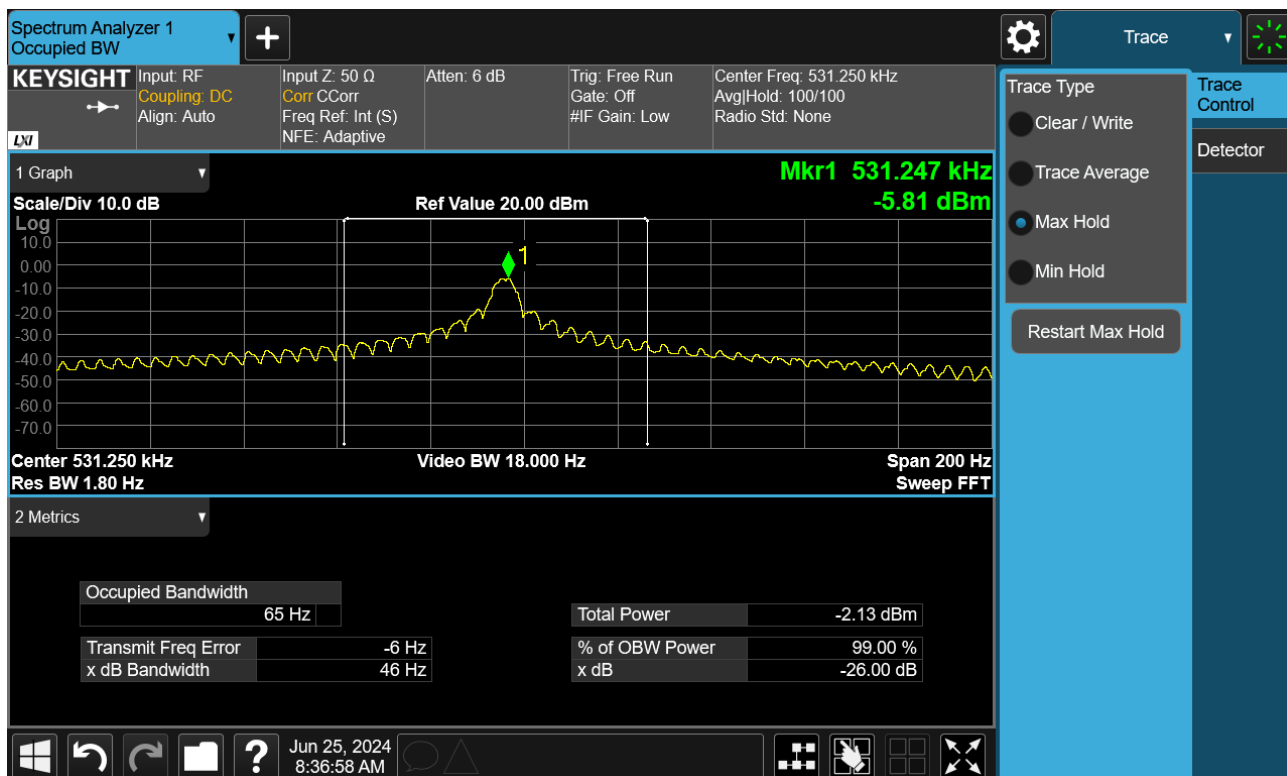 Spectrum Analyzer 1
Occupied BW
Trace
KEYSIGHT
LXI
Input: RF
Coupling: DC
Align: Auto
Input Z: 50 Ω
Corr CCorr
Freq Ref: Int (S)
NFE: Adaptive
Atten: 6 dB
Trig: Free Run
Gate: Off
#IF Gain: Low
Center Freq: 531.250 kHz
Avg|Hold: 100/100
Radio Std: None
1 Graph
Mkr1 531.247 kHz
-5.81 dBm
Scale/Div 10.0 dB
Ref Value 20.00 dBm
Log
10.0
0.00
-10.0
-20.0
-30.0
-40.0
-50.0
-60.0
-70.0
1
Center 531.250 kHz
Video BW 18.000 Hz
Span 200 Hz
Res BW 1.80 Hz
Sweep FFT
2 Metrics
Occupied Bandwidth
65 Hz
Total Power -2.13 dBm
Transmit Freq Error -6 Hz
% of OBW Power 99.00 %
x dB Bandwidth 46 Hz
x dB -26.00 dB
Trace Type
Clear / Write
Trace Average
Max Hold
Min Hold
Restart Max Hold
Trace
Control
Detector
?
Jun 25, 2024
8:36:58 AM